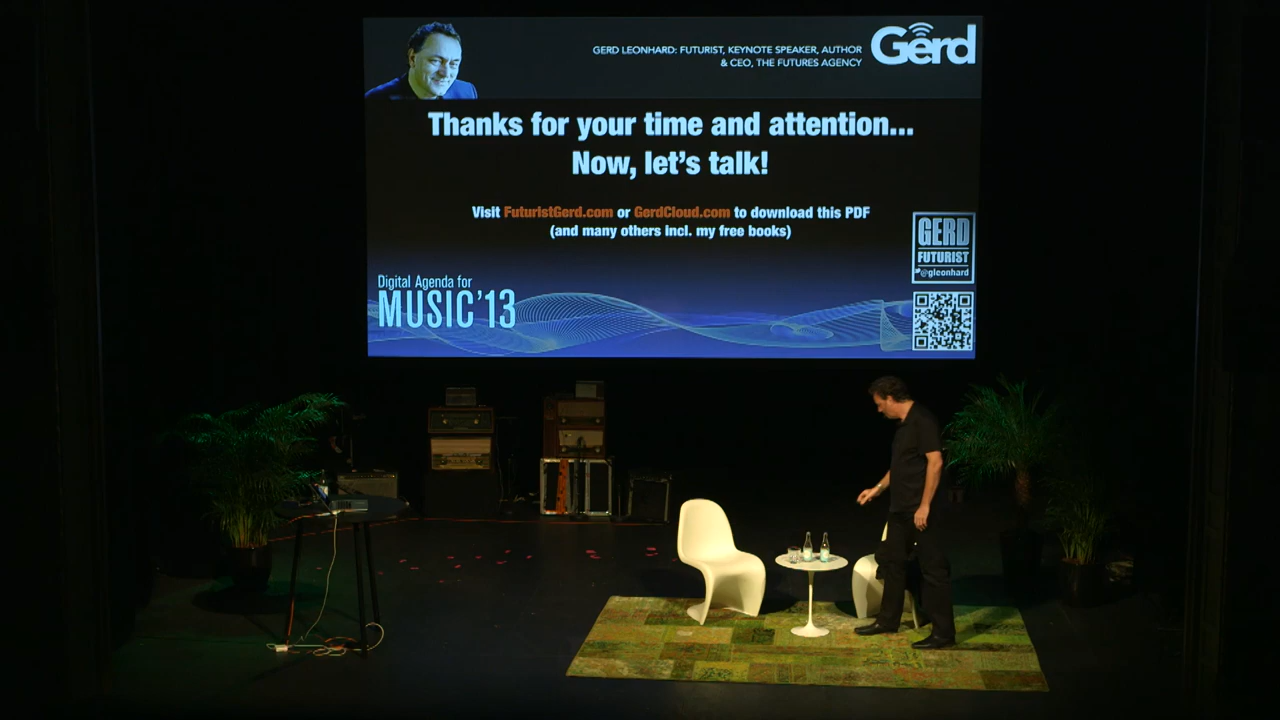 GERD LEONHARD: FUTURIST, KEYNOTE SPEAKER, AUTHOR
& CEO, THE FUTURES AGENCY
Gerd
Thanks for your time and attention...
Now, let's talk!
Visit FuturistGerd.com or GerdCloud.com to download this PDF
(and many others incl. my free books)
GERD
FUTURIST
@gleonhard
Digital Agenda for
MUSIC'13